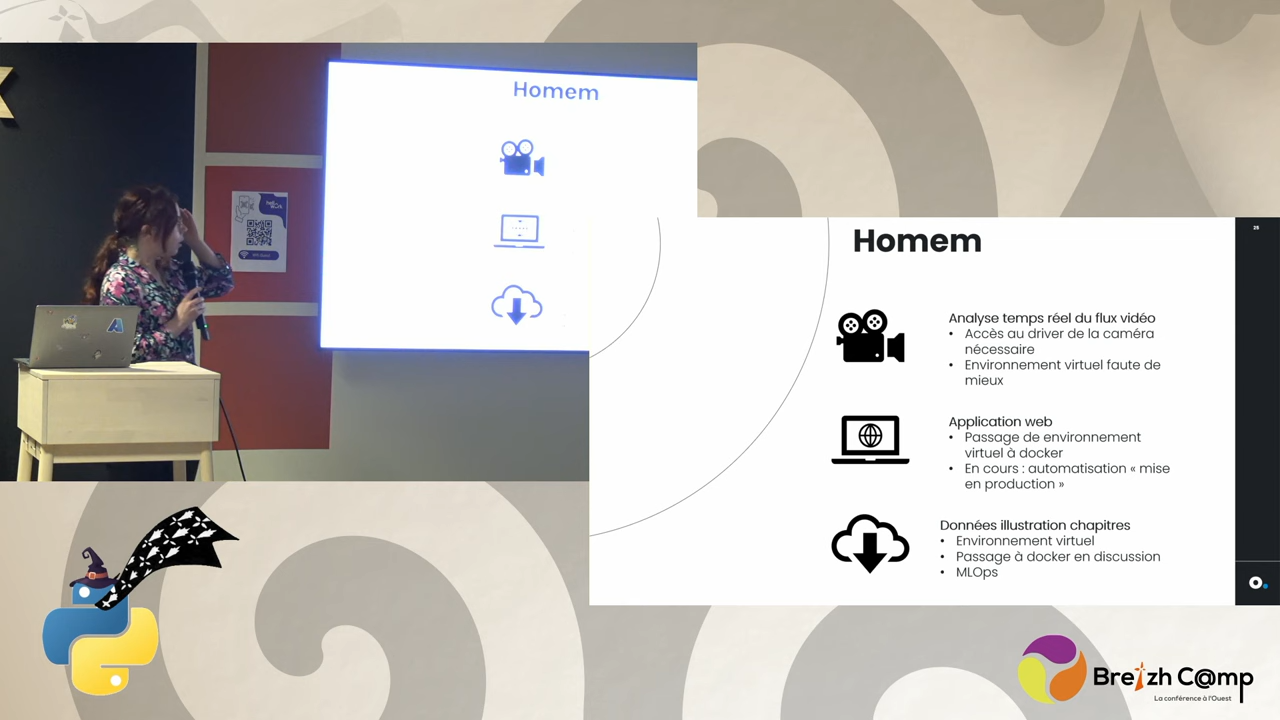 Homem
Homem
25
Analyse temps réel du flux vidéo
• Accès au driver de la caméra
nécessaire
• Environnement virtuel faute de
mieux
Application web
• Passage de environnement
virtuel à docker
• En cours : automatisation « mise
en production »
Données illustration chapitres
• Environnement virtuel
• Passage à docker en discussion
• MLOps
Breizh C@mp
La conférence à l'Ouest